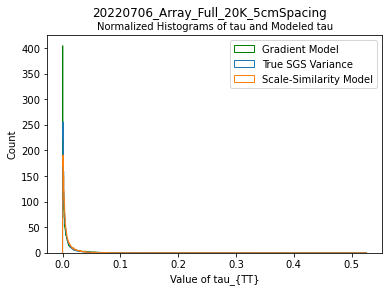 20220706_Array_Full_20K_5cmSpacing
Normalized Histograms of tau and Modeled tau
Gradient Model
True SGS Variance
Scale-Similarity Model
Count
400
350
300
250
200
150
100
50
0
0.0 0.1 0.2 0.3 0.4 0.5
Value of tau_{TT}